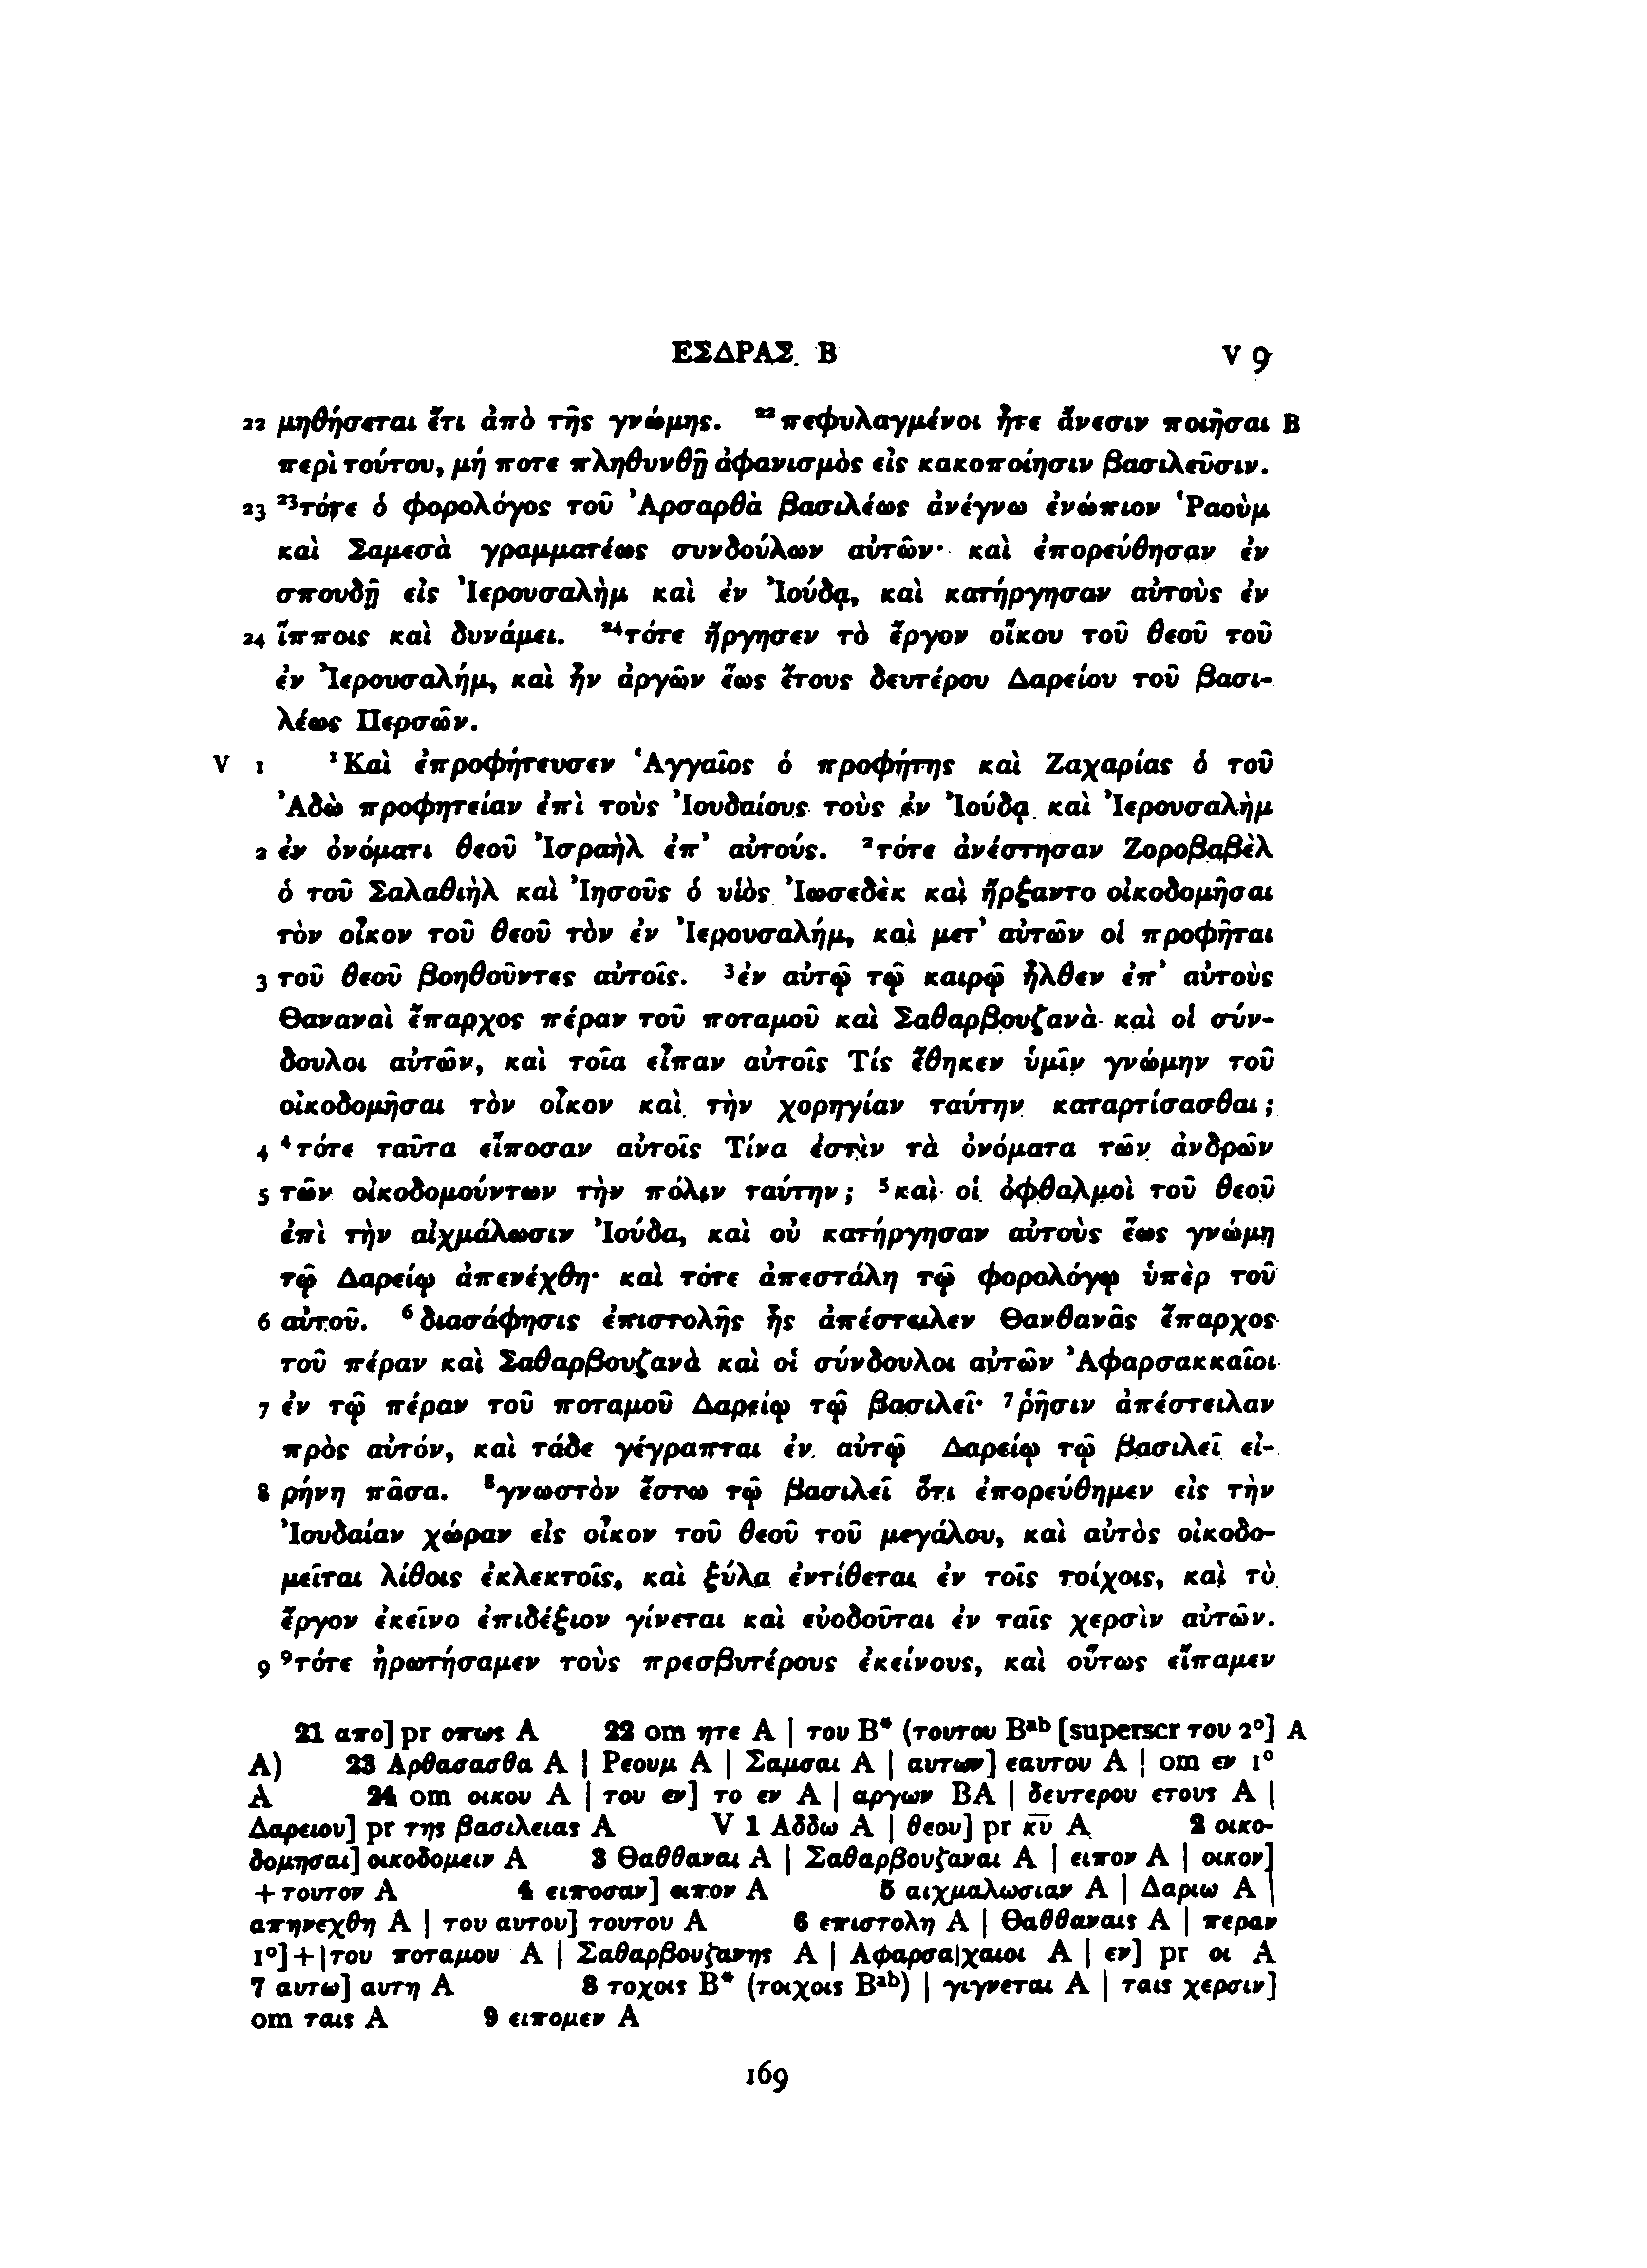 ΕΣΔΡΑΣ Β V 9
22 μηθήσεται ἔτι ἀπὸ τῆς γνώμης. ²²πεφυλαγμένοι ἦτε ἄνεσιν ποιῆσαι B
περὶ τούτου, μή ποτε πληθυνθῇ ἀφανισμὸς εἰς κακοποίησιν βασιλεῦσιν.
23 ²³τότε ὁ φορολόγος τοῦ Ἀρσαρθὰ βασιλέως ἀνέγνω ἐνώπιον Ῥαοὺμ
καὶ Σαμεσὰ γραμματέως συνδούλων αὐτῶν· καὶ ἐπορεύθησαν ἐν
σπουδῇ εἰς Ἰερουσαλὴμ καὶ ἐν Ἰούδᾳ, καὶ κατήργησαν αὐτοὺς ἐν
24 ἵπποις καὶ δυνάμει. ²⁴τότε ἤργησεν τὸ ἔργον οἴκου τοῦ θεοῦ τοῦ
ἐν Ἰερουσαλήμ, καὶ ἦν ἀργῶν ἕως ἔτους δευτέρου Δαρείου τοῦ βασι-
λέως Περσῶν.
V 1 ¹Καὶ ἐπροφήτευσεν Ἁγγαῖος ὁ προφήτης καὶ Ζαχαρίας ὁ τοῦ
Ἀδὼ προφητείαν ἐπὶ τοὺς Ἰουδαίους τοὺς ἐν Ἰούδᾳ καὶ Ἰερουσαλὴμ
2 ἐν ὀνόματι θεοῦ Ἰσραὴλ ἐπ᾽ αὐτούς. ²τότε ἀνέστησαν Ζοροβαβὲλ
ὁ τοῦ Σαλαθιὴλ καὶ Ἰησοῦς ὁ υἱὸς Ἰωσεδὲκ καὶ ἤρξαντο οἰκοδομῆσαι
τὸν οἶκον τοῦ θεοῦ τὸν ἐν Ἰερουσαλήμ, καὶ μετ᾽ αὐτῶν οἱ προφῆται
3 τοῦ θεοῦ βοηθοῦντες αὐτοῖς. ³ἐν αὐτῷ τῷ καιρῷ ἦλθεν ἐπ᾽ αὐτοὺς
Θαναναὶ ἔπαρχος πέραν τοῦ ποταμοῦ καὶ Σαθαρβουζανὰ καὶ οἱ σύν-
δουλοι αὐτῶν, καὶ τοῖα εἶπαν αὐτοῖς Τίς ἔθηκεν ὑμῖν γνώμην τοῦ
οἰκοδομῆσαι τὸν οἶκον καὶ τὴν χορηγίαν ταύτην καταρτίσασθαι;
4 ⁴τότε ταῦτα εἴποσαν αὐτοῖς Τίνα ἐστὶν τὰ ὀνόματα τῶν ἀνδρῶν
5 τῶν οἰκοδομούντων τὴν πόλιν ταύτην; ⁵καὶ οἱ ὀφθαλμοὶ τοῦ θεοῦ
ἐπὶ τὴν αἰχμάλωσιν Ἰούδα, καὶ οὐ κατήργησαν αὐτοὺς ἕως γνώμη
τῷ Δαρείῳ ἀπενέχθη· καὶ τότε ἀπεστάλη τῷ φορολόγῳ ὑπὲρ τοῦ
6 αὐτοῦ. ⁶διασάφησις ἐπιστολῆς ἧς ἀπέστειλεν Θανθανᾶς ἔπαρχος
τοῦ πέραν καὶ Σαθαρβουζανὰ καὶ οἱ σύνδουλοι αὐτῶν Ἀφαρσακκαῖοι
7 ἐν τῷ πέραν τοῦ ποταμοῦ Δαρείῳ τῷ βασιλεῖ· ⁷ῥῆσιν ἀπέστειλαν
πρὸς αὐτόν, καὶ τάδε γέγραπται ἐν αὐτῷ Δαρείῳ τῷ βασιλεῖ εἰ-
8 ρήνη πᾶσα. ⁸γνωστὸν ἔστω τῷ βασιλεῖ ὅτι ἐπορεύθημεν εἰς τὴν
Ἰουδαίαν χώραν εἰς οἶκον τοῦ θεοῦ τοῦ μεγάλου, καὶ αὐτὸς οἰκοδο-
μεῖται λίθοις ἐκλεκτοῖς, καὶ ξύλα ἐντίθεται ἐν τοῖς τοίχοις, καὶ τὸ
ἔργον ἐκεῖνο ἐπιδέξιον γίνεται καὶ εὐοδοῦται ἐν ταῖς χερσὶν αὐτῶν.
9 ⁹τότε ἠρωτήσαμεν τοὺς πρεσβυτέρους ἐκείνους, καὶ οὕτως εἴπαμεν
21 απο] pr οπως A 22 om ητε A | του B* (τουτου Bᵃᵇ [superscr του 2°] A
A) 23 Αρθασασθα A | Ρεουμ A | Σαμσαι A | αυτων] εαυτου A | om εν 1°
A 24 om οικου A | του εν] το εν A | αργων BA | δευτερου ετους A |
Δαρειου] pr της βασιλειας A V 1 Αδδω A | θεου] pr κ̅υ̅ A 2 οικο-
δομησαι] οικοδομειν A 3 Θαθθαναι A | Σαθαρβουζαναι A | ειπον A | οικον]
+τουτον A 4 ειποσαν] ειπον A 5 αιχμαλωσιαν A | Δαριω A |
απηνεχθη A | του αυτου] τουτου A 6 επιστολη A | Θαθθαναις A | περαν
1°]+|του ποταμου A | Σαθαρβουζανης A | Αφαρσα|χαιοι A | εν] pr οι A
7 αυτω] αυτη A 8 τοχοις B* (τοιχοις Bᵃᵇ) | γιγνεται A | ταις χερσιν]
om ταις A 9 ειπομεν A
169